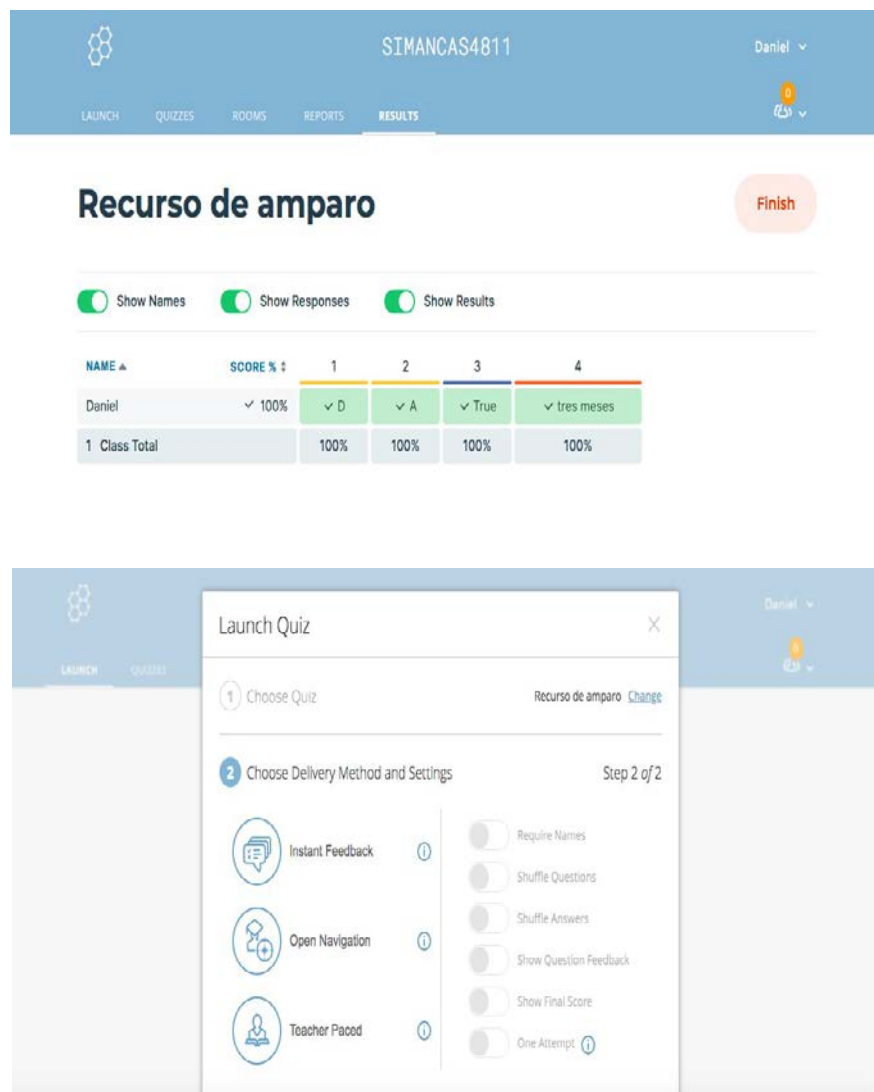 SIMANCAS4811
Daniel
0
LAUNCH QUIZZES ROOMS REPORTS RESULTS
Recurso de amparo
Finish
Show Names Show Responses Show Results
NAME SCORE % 1 2 3 4
Daniel ✓ 100% ✓ D ✓ A ✓ True ✓ tres meses
1 Class Total 100% 100% 100% 100%
Daniel
0
LAUNCH QUIZZES
Launch Quiz
1 Choose Quiz Recurso de amparo Change
2 Choose Delivery Method and Settings Step 2 of 2
Instant Feedback
Require Names
Shuffle Questions
Open Navigation
Shuffle Answers
Show Question Feedback
Teacher Paced
Show Final Score
One Attempt